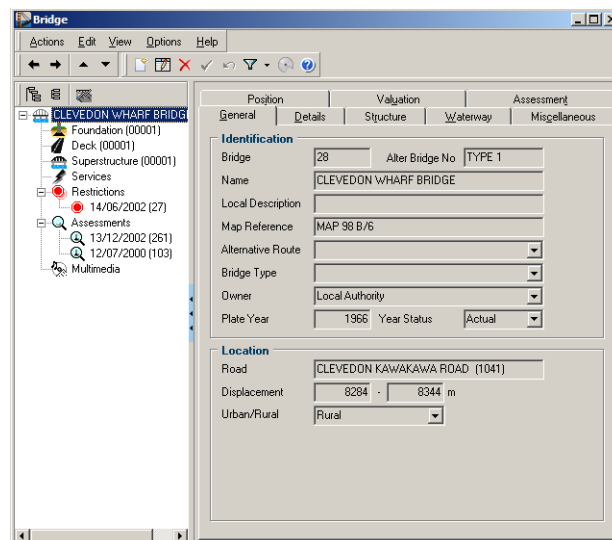 Bridge
Actions Edit View Options Help
CLEVEDON WHARF BRIDG
Foundation (00001)
Deck (00001)
Superstructure (00001)
Services
Restrictions
14/06/2002 (27)
Assessments
13/12/2002 (261)
12/07/2000 (103)
Multimedia
Position Valuation Assessment
General Details Structure Waterway Miscellaneous
Identification
Bridge 28 Alter Bridge No TYPE 1
Name CLEVEDON WHARF BRIDGE
Local Description
Map Reference MAP 98 B/6
Alternative Route
Bridge Type
Owner Local Authority
Plate Year 1966 Year Status Actual
Location
Road CLEVEDON KAWAKAWA ROAD (1041)
Displacement 8284 - 8344 m
Urban/Rural Rural